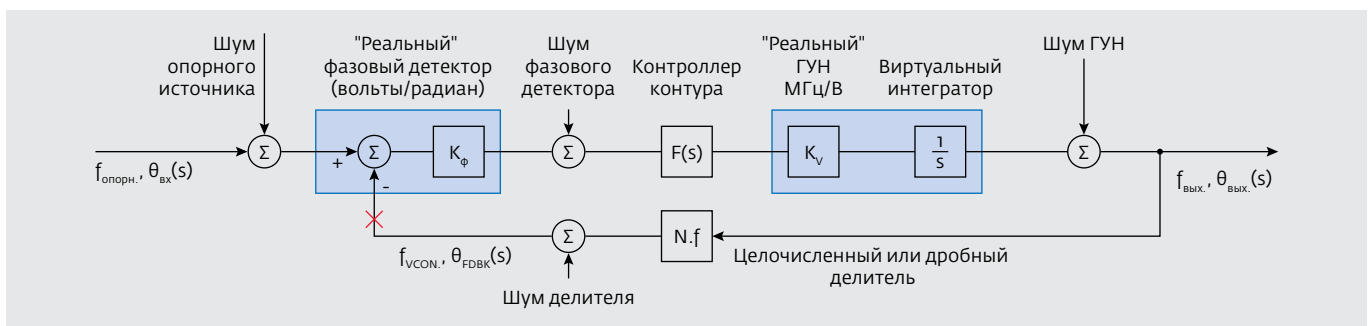 Шум
опорного
источника
"Реальный"
фазовый детектор
(вольты/радиан)
Шум
фазового
детектора
Контроллер
контура
"Реальный"
ГУН
МГц/В
Виртуальный
интегратор
Шум ГУН
Σ
+
Σ
-
Kφ
Σ
F(s)
KV
1
s
Σ
fопорн., θвх(s)
fвых., θвых.(s)
fVCON., θFDBK(s)
Σ
N.f
Целочисленный или дробный
делитель
Шум делителя